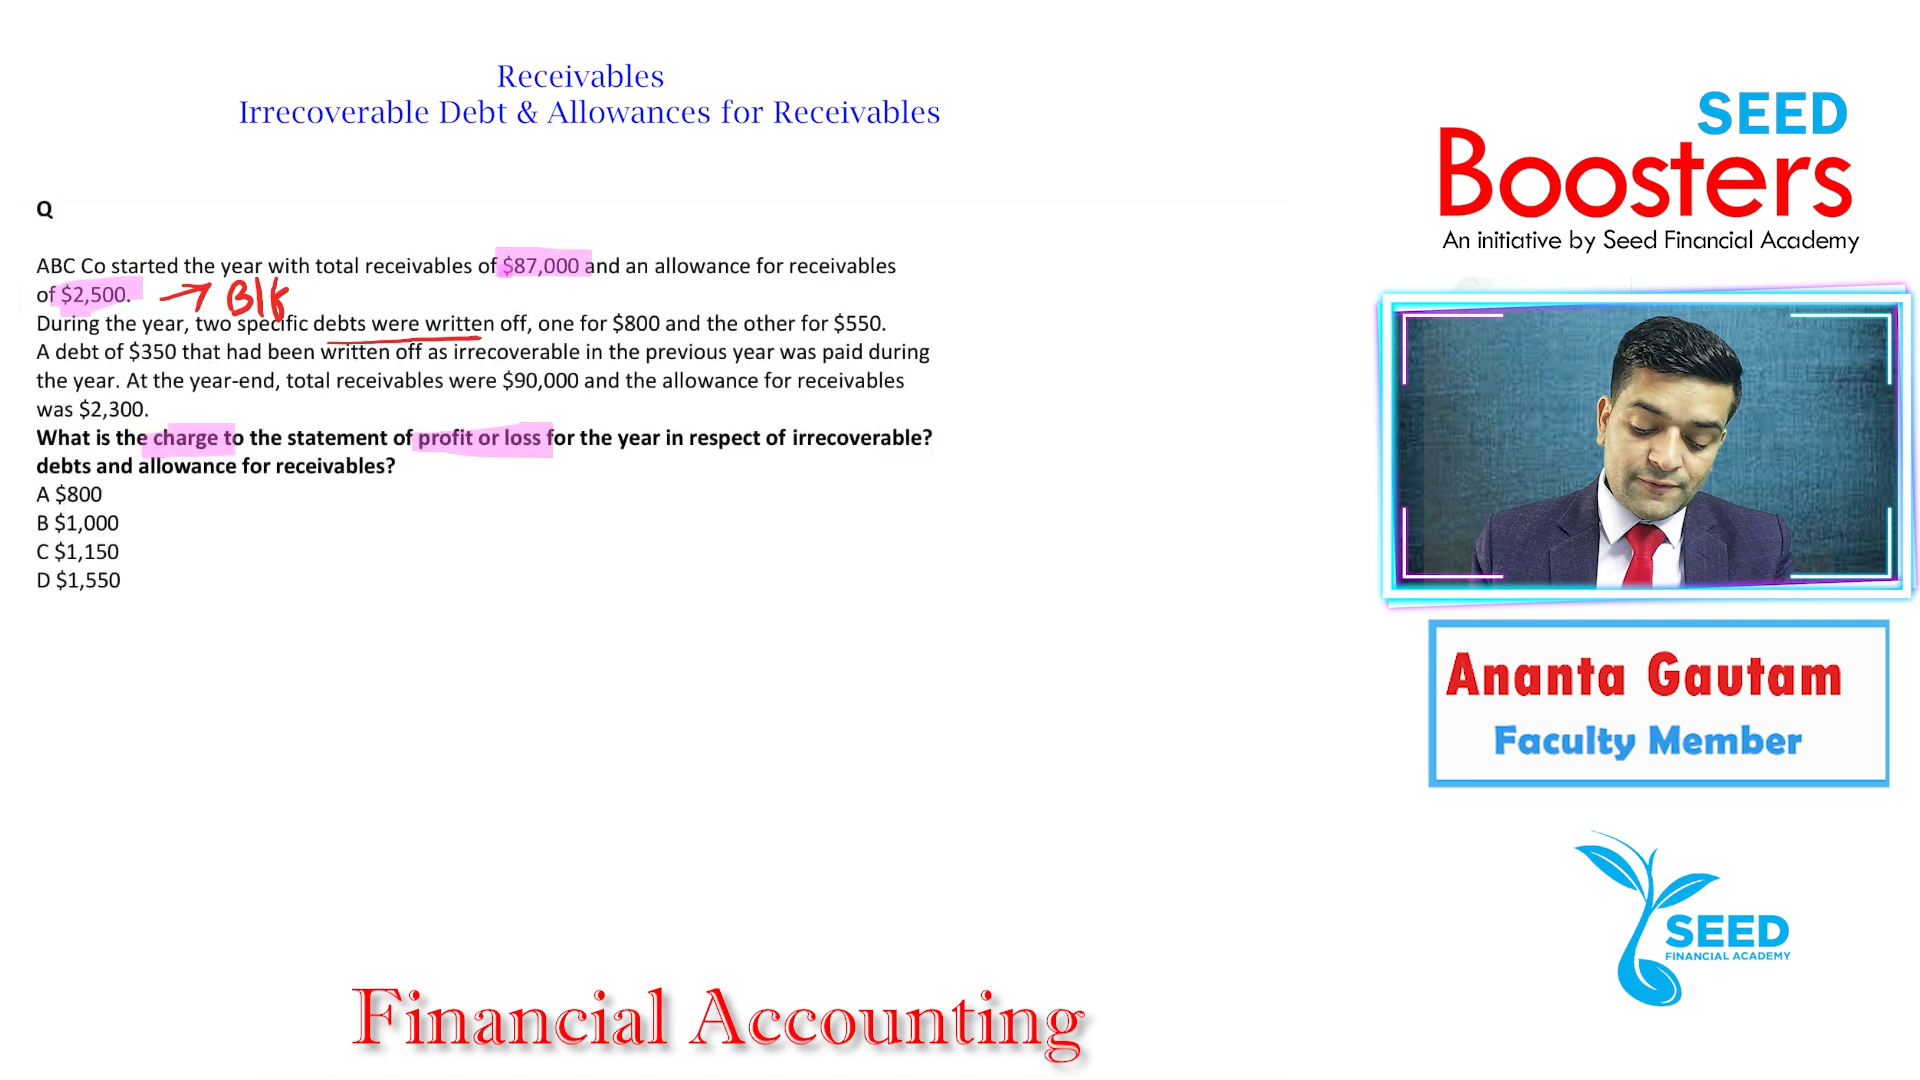 Receivables
Irrecoverable Debt & Allowances for Receivables
Q
ABC Co started the year with total receivables of $87,000 and an allowance for receivables
of $2,500. → B/f
During the year, two specific debts were written off, one for $800 and the other for $550.
A debt of $350 that had been written off as irrecoverable in the previous year was paid during
the year. At the year-end, total receivables were $90,000 and the allowance for receivables
was $2,300.
What is the charge to the statement of profit or loss for the year in respect of irrecoverable?
debts and allowance for receivables?
A $800
B $1,000
C $1,150
D $1,550
Financial Accounting
SEED
Boosters
An initiative by Seed Financial Academy
Ananta Gautam
Faculty Member
SEED
FINANCIAL ACADEMY